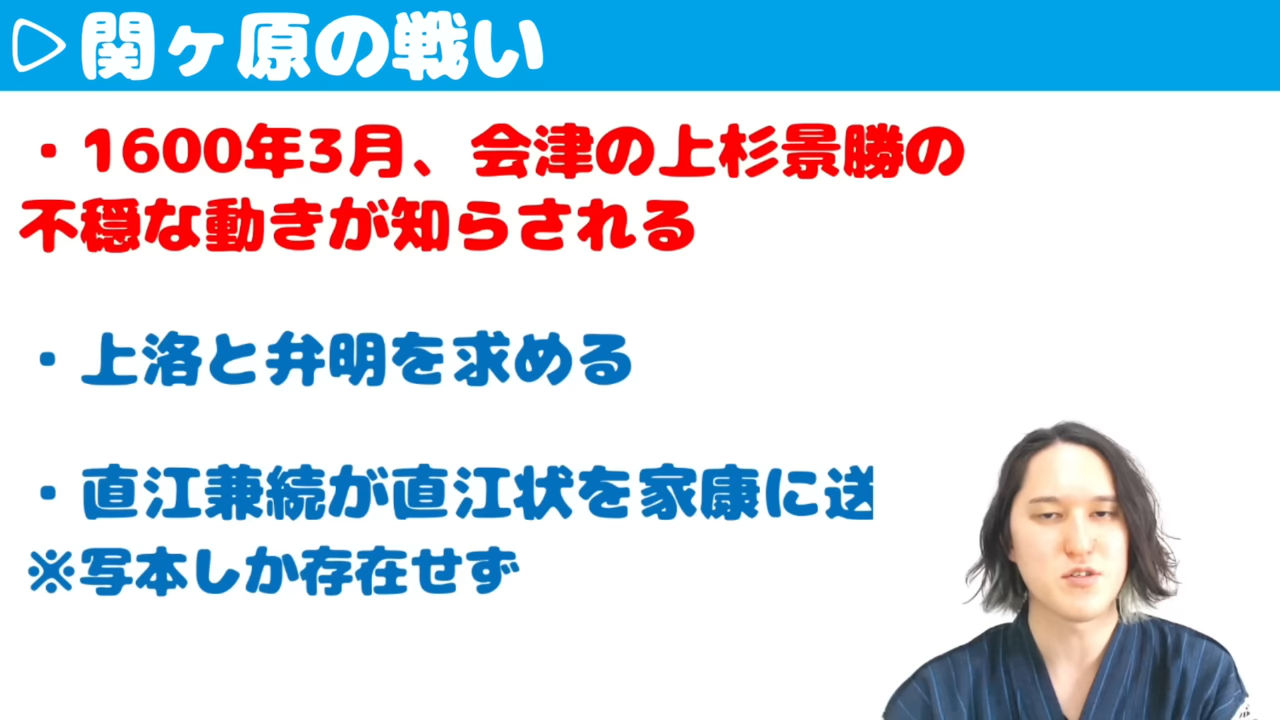 ▷関ヶ原の戦い
・1600年3月、会津の上杉景勝の
不穏な動きが知らされる
・上洛と弁明を求める
・直江兼続が直江状を家康に送
※写本しか存在せず